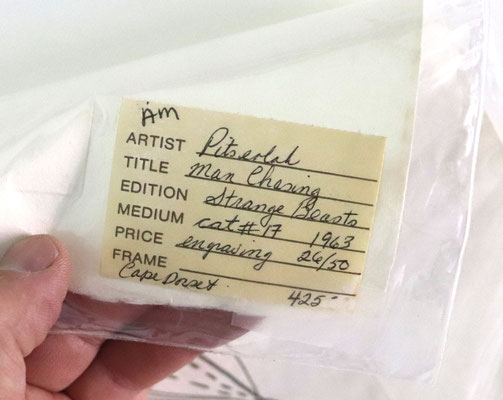 AM
ARTIST Pitseolak
TITLE Man Chasing
EDITION Strange Beasts
MEDIUM cat #17 1963
PRICE engraving 26/50
FRAME
Cape Dorset 425